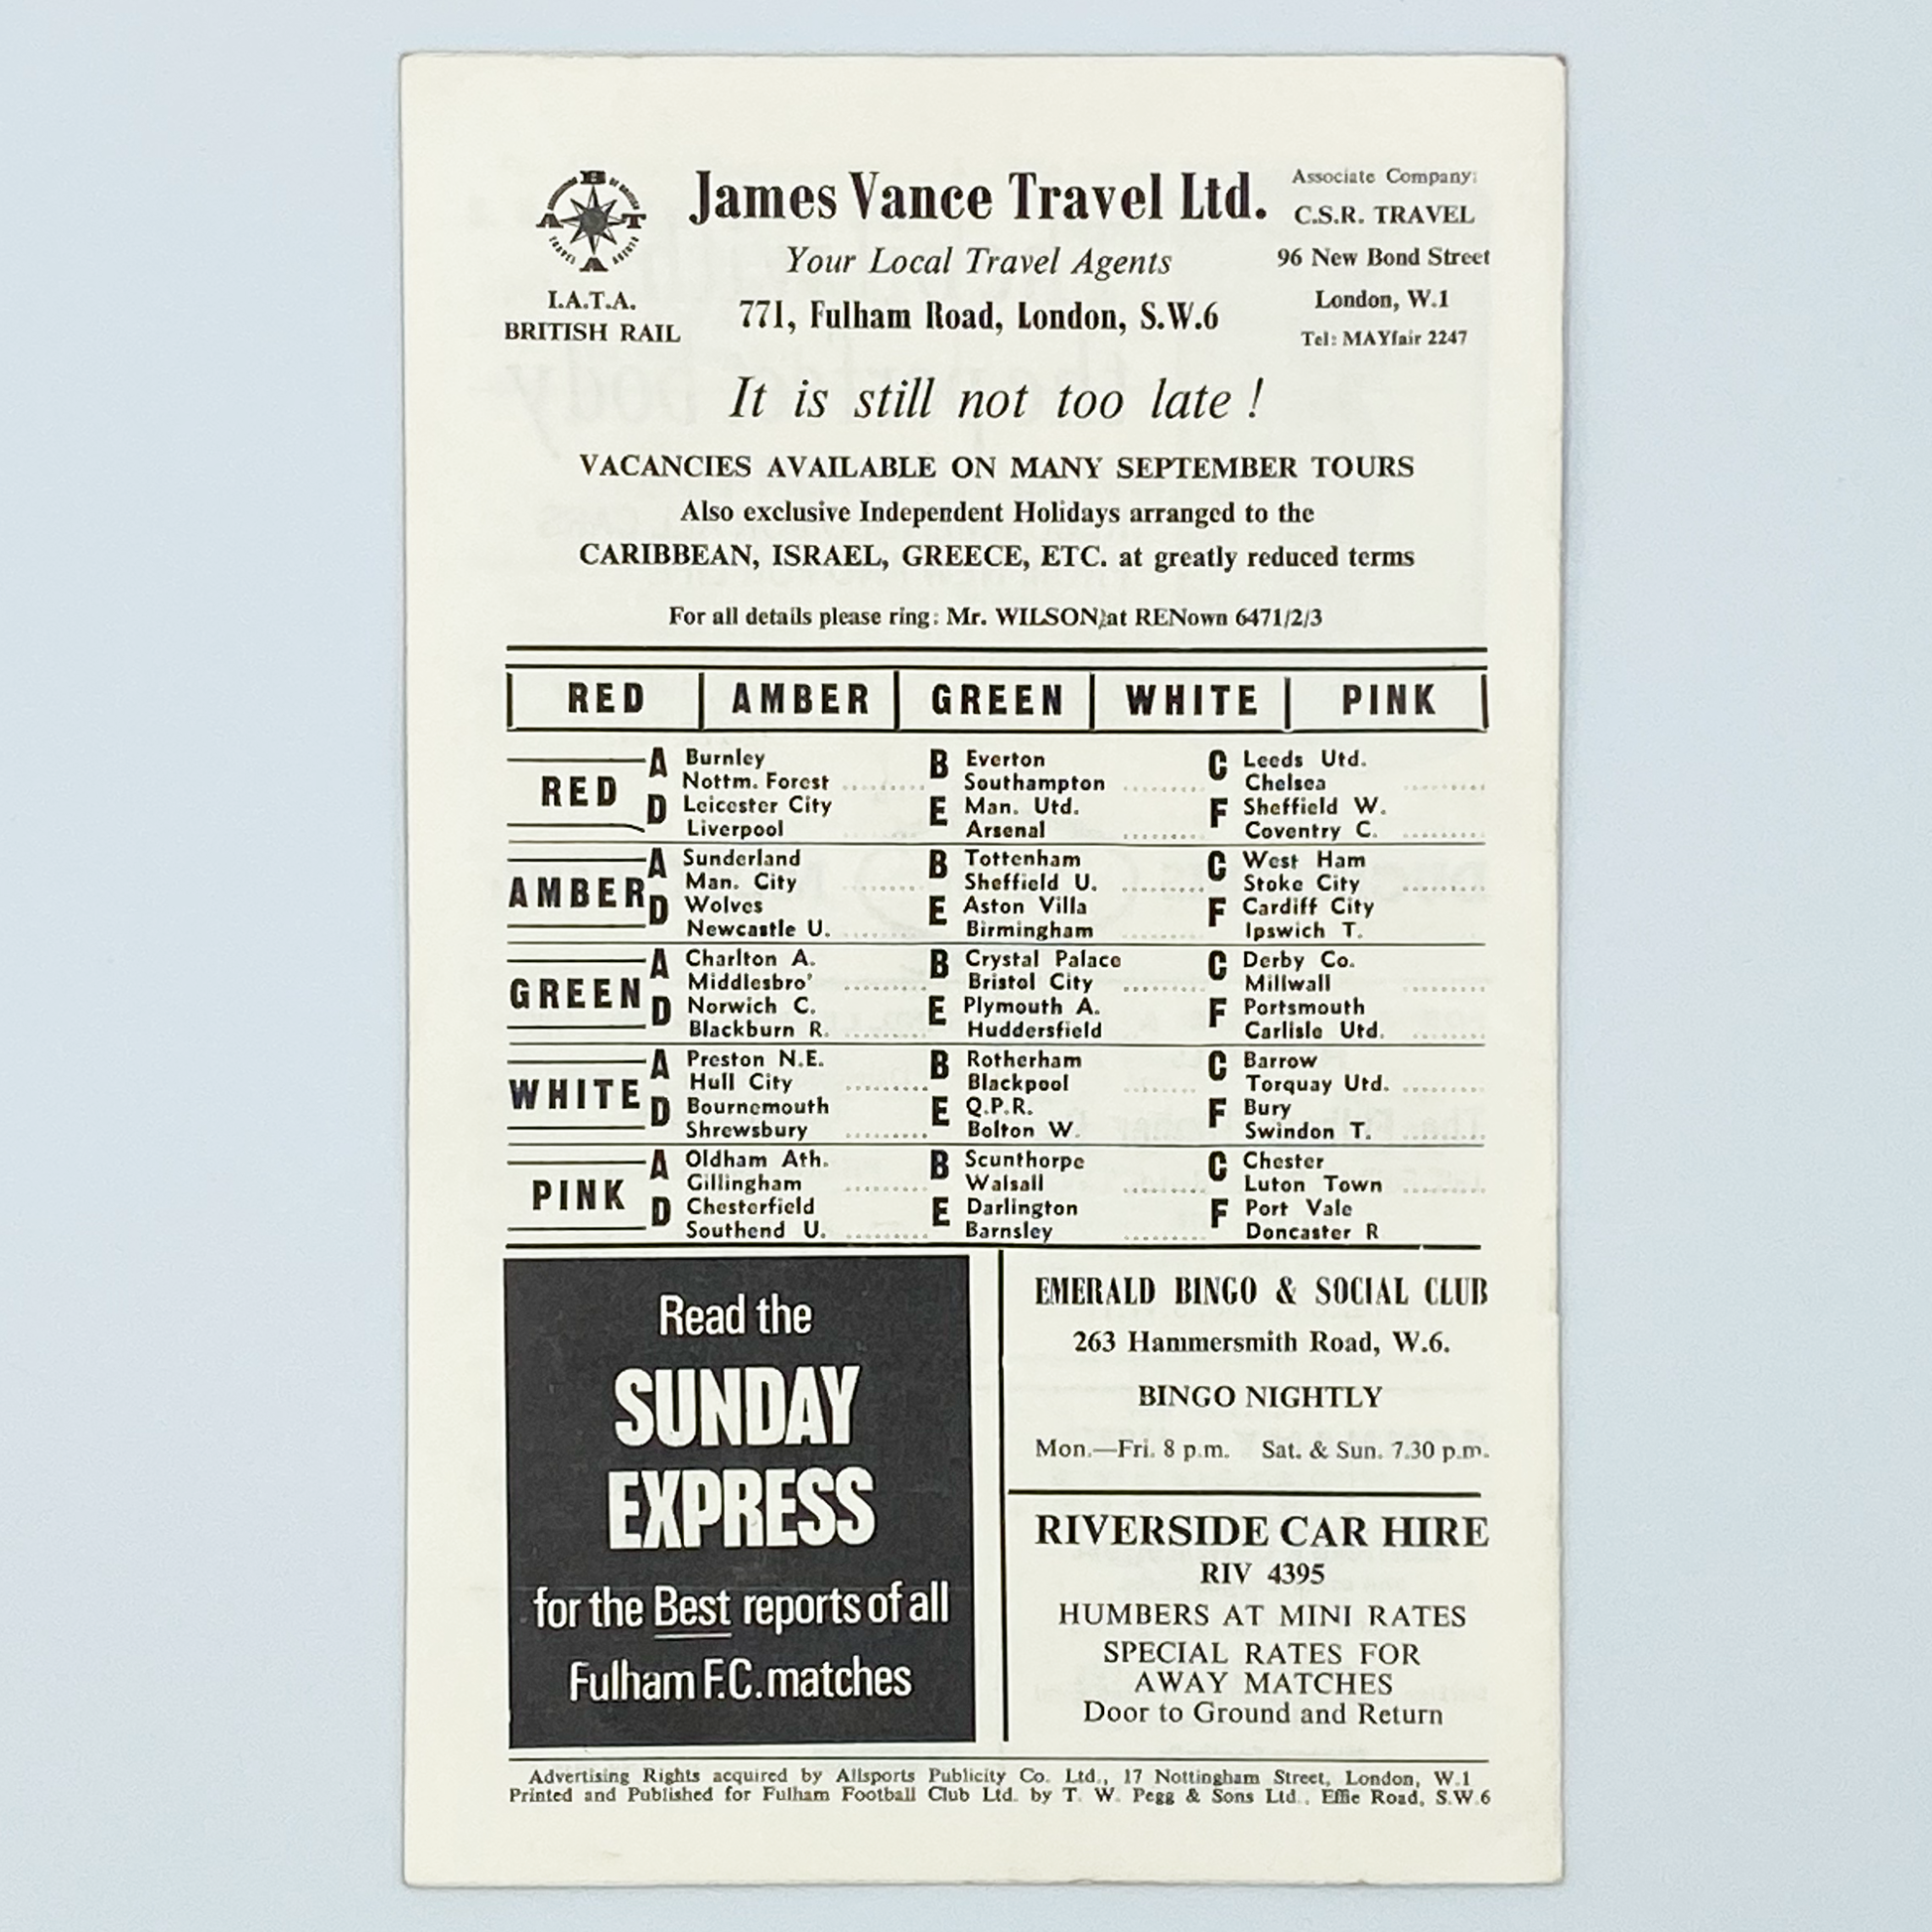 A B T A
I.A.T.A.
BRITISH RAIL
James Vance Travel Ltd.
Your Local Travel Agents
771, Fulham Road, London, S.W.6
Associate Company:
C.S.R. TRAVEL
96 New Bond Street
London, W.1
Tel: MAYfair 2247
It is still not too late !
VACANCIES AVAILABLE ON MANY SEPTEMBER TOURS
Also exclusive Independent Holidays arranged to the
CARIBBEAN, ISRAEL, GREECE, ETC. at greatly reduced terms
For all details please ring: Mr. WILSON at RENown 6471/2/3
RED AMBER GREEN WHITE PINK
RED
A Burnley B Everton C Leeds Utd.
Nottm. Forest .......... Southampton .......... Chelsea ..........
D Leicester City E Man. Utd. F Sheffield W.
Liverpool .......... Arsenal .......... Coventry C. ..........
AMBER
A Sunderland B Tottenham C West Ham
Man. City .......... Sheffield U. .......... Stoke City ..........
D Wolves E Aston Villa F Cardiff City
Newcastle U. .......... Birmingham .......... Ipswich T.
GREEN
A Charlton A. B Crystal Palace C Derby Co.
Middlesbro' .......... Bristol City .......... Millwall ..........
D Norwich C. E Plymouth A. F Portsmouth
Blackburn R. .......... Huddersfield .......... Carlisle Utd. ..........
WHITE
A Preston N.E. B Rotherham C Barrow
Hull City .......... Blackpool .......... Torquay Utd. ..........
D Bournemouth E Q.P.R. F Bury
Shrewsbury .......... Bolton W. .......... Swindon T. ..........
PINK
A Oldham Ath. B Scunthorpe C Chester
Gillingham .......... Walsall .......... Luton Town ..........
D Chesterfield E Darlington F Port Vale
Southend U. .......... Barnsley .......... Doncaster R
Read the
SUNDAY
EXPRESS
for the Best reports of all
Fulham F.C. matches
EMERALD BINGO & SOCIAL CLUB
263 Hammersmith Road, W.6.
BINGO NIGHTLY
Mon.—Fri. 8 p.m. Sat. & Sun. 7.30 p.m.
RIVERSIDE CAR HIRE
RIV 4395
HUMBERS AT MINI RATES
SPECIAL RATES FOR
AWAY MATCHES
Door to Ground and Return
Advertising Rights acquired by Allsports Publicity Co. Ltd., 17 Nottingham Street, London, W.1
Printed and Published for Fulham Football Club Ltd. by T. W. Pegg & Sons Ltd., Effie Road, S.W.6